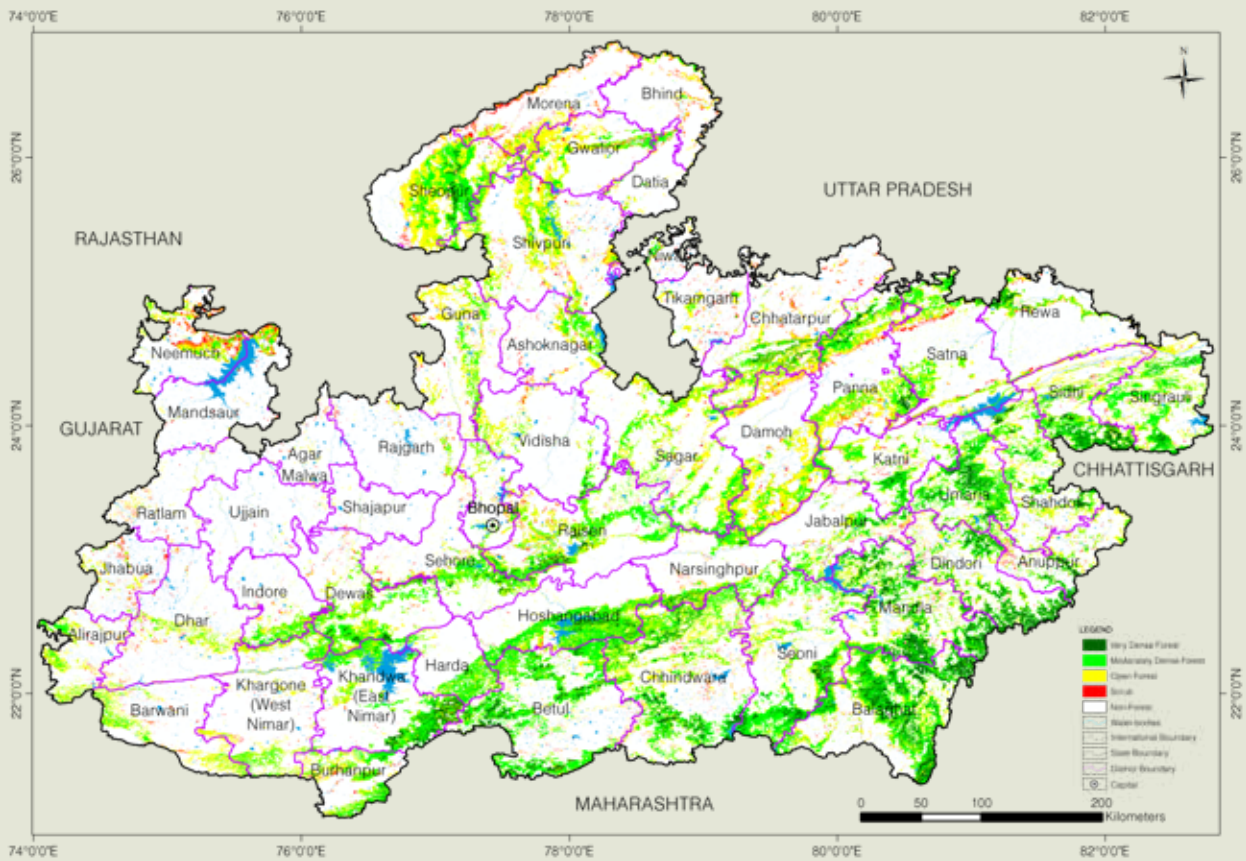 74°0'0"E 76°0'0"E 78°0'0"E 80°0'0"E 82°0'0"E
N
Morena
Bhind
26°0'0"N
26°0'0"N
Gwalior
Datia
Sheopur
UTTAR PRADESH
RAJASTHAN
Shivpuri
Niwari
Tikamgarh
Chhatarpur
Guna
Rewa
Ashoknagar
Neemuch
Satna
Panna
Sidhi
Singrauli
Mandsaur
24°0'0"N
24°0'0"N
GUJARAT
Damoh
Vidisha
Rajgarh
Agar
Malwa
Sagar
Katni
CHHATTISGARH
Umaria
Shahdol
Bhopal
Ratlam
Ujjain
Shajapur
Raisen
Jabalpur
Sehore
Narsinghpur
Dindori
Anuppur
Jhabua
Indore
Dewas
Mandla
Dhar
Hoshangabad
Alirajpur
Seoni
Harda
Khandwa
(East
Nimar)
Chhindwara
Khargone
(West
Nimar)
22°0'0"N
22°0'0"N
Barwani
Betul
Balaghat
Burhanpur
MAHARASHTRA
LEGEND
Very Dense Forest
Moderately Dense Forest
Open Forest
Scrub
Non-Forest
Water-bodies
International Boundary
State Boundary
District Boundary
Capital
0 50 100 200
Kilometers
74°0'0"E 76°0'0"E 78°0'0"E 80°0'0"E 82°0'0"E